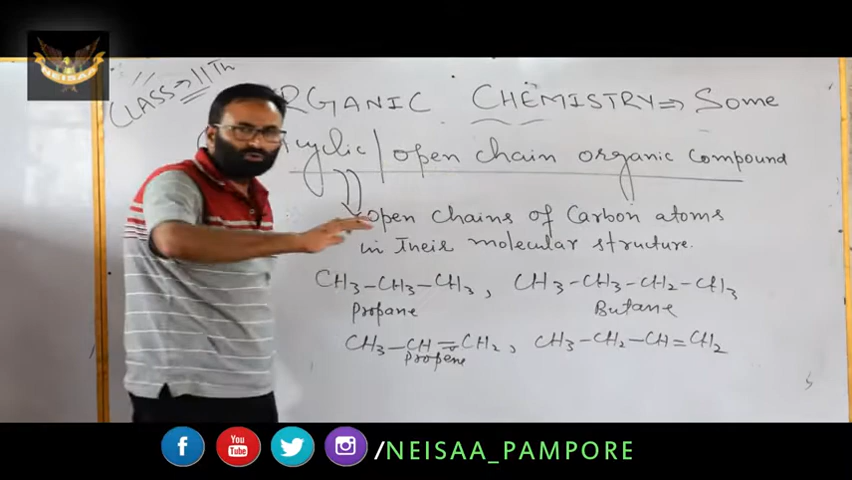 NEISAA
CLASS → 11Th
RGANIC CHEMISTRY ⇒ Some
cyclic | open chain organic compound
Open chains of Carbon atoms
in their molecular structure.
CH3-CH3-CH3, CH3-CH3-CH2-CH3
Propane Butane
CH3-CH=CH2, CH3-CH2-CH=CH2
Propene
f You Tube /NEISAA_PAMPORE